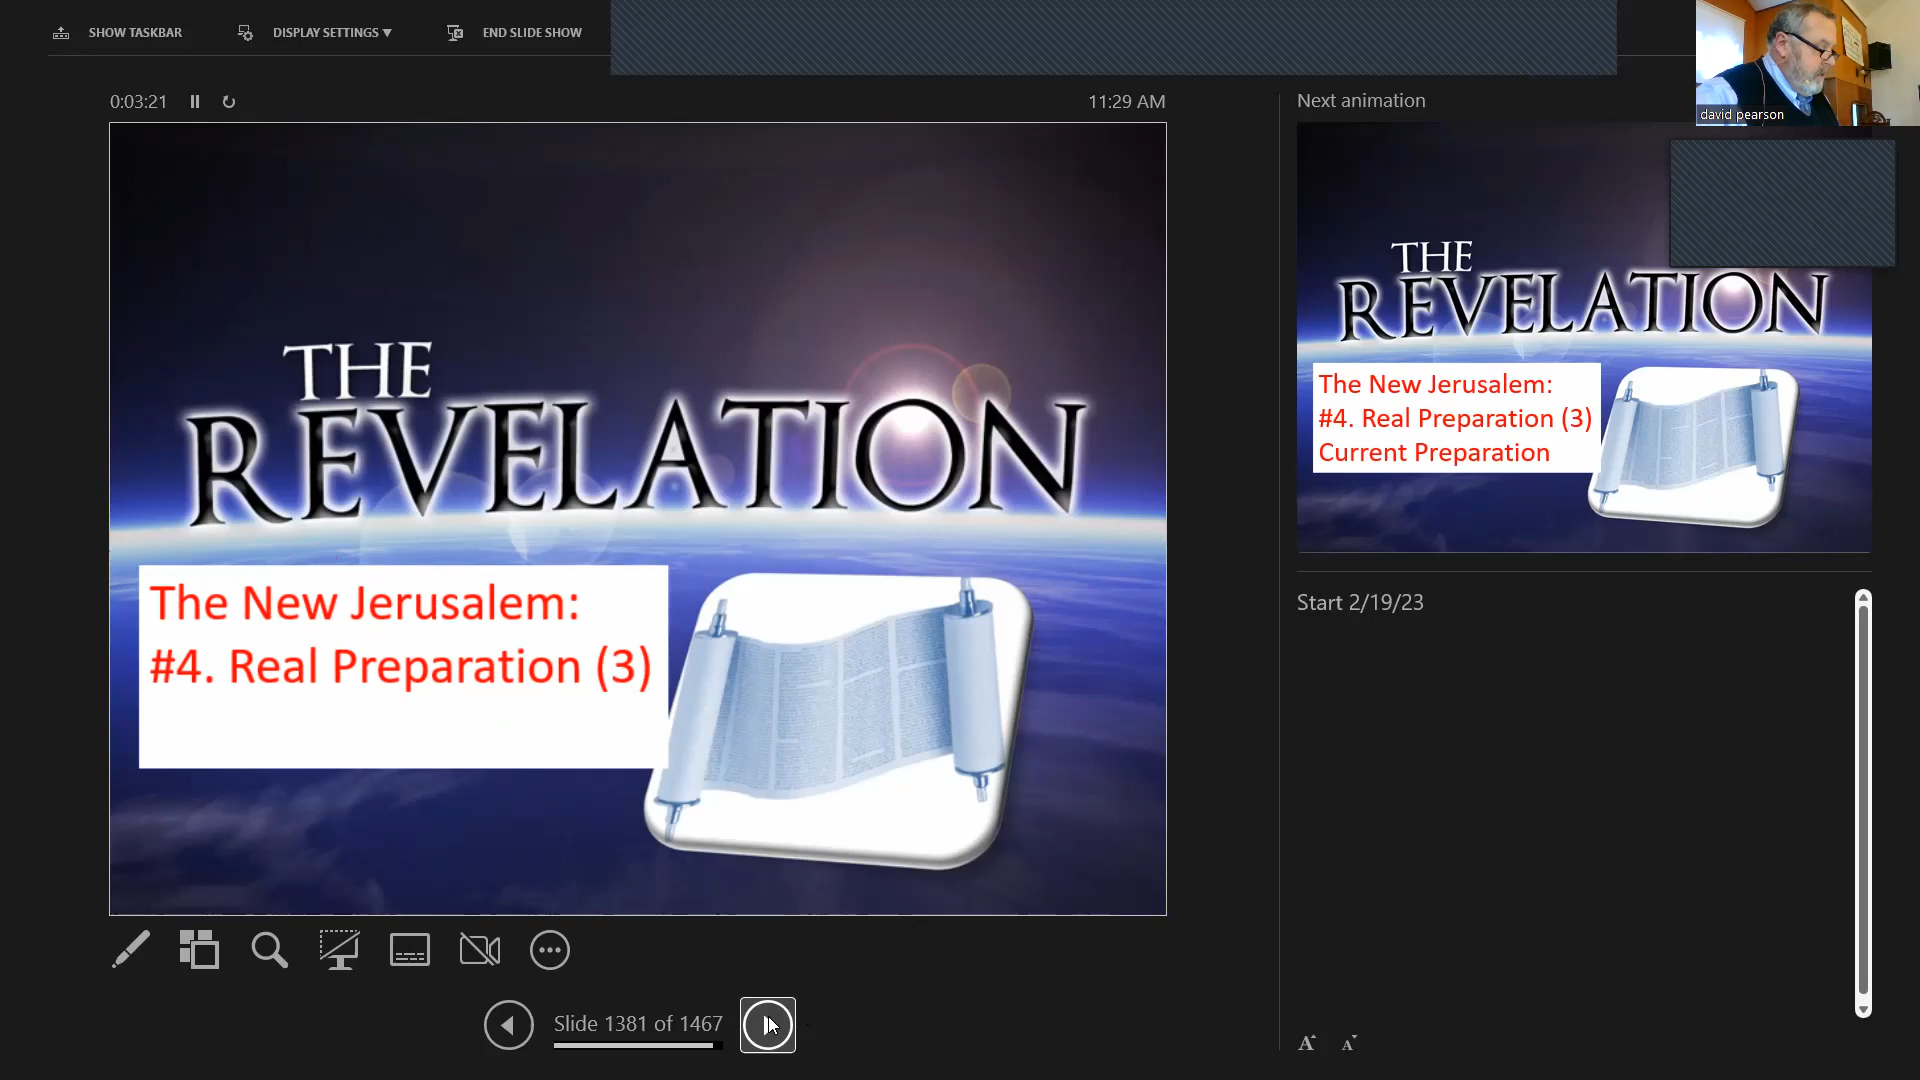 SHOW TASKBAR
DISPLAY SETTINGS ▼
END SLIDE SHOW
0:03:21
11:29 AM
THE
REVELATION
The New Jerusalem:
#4. Real Preparation (3)
Slide 1381 of 1467
Next animation
david pearson
THE
REVELATION
The New Jerusalem:
#4. Real Preparation (3)
Current Preparation
Start 2/19/23
A
A